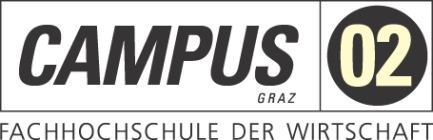 CAMPUS 02
GRAZ
FACHHOCHSCHULE DER WIRTSCHAFT